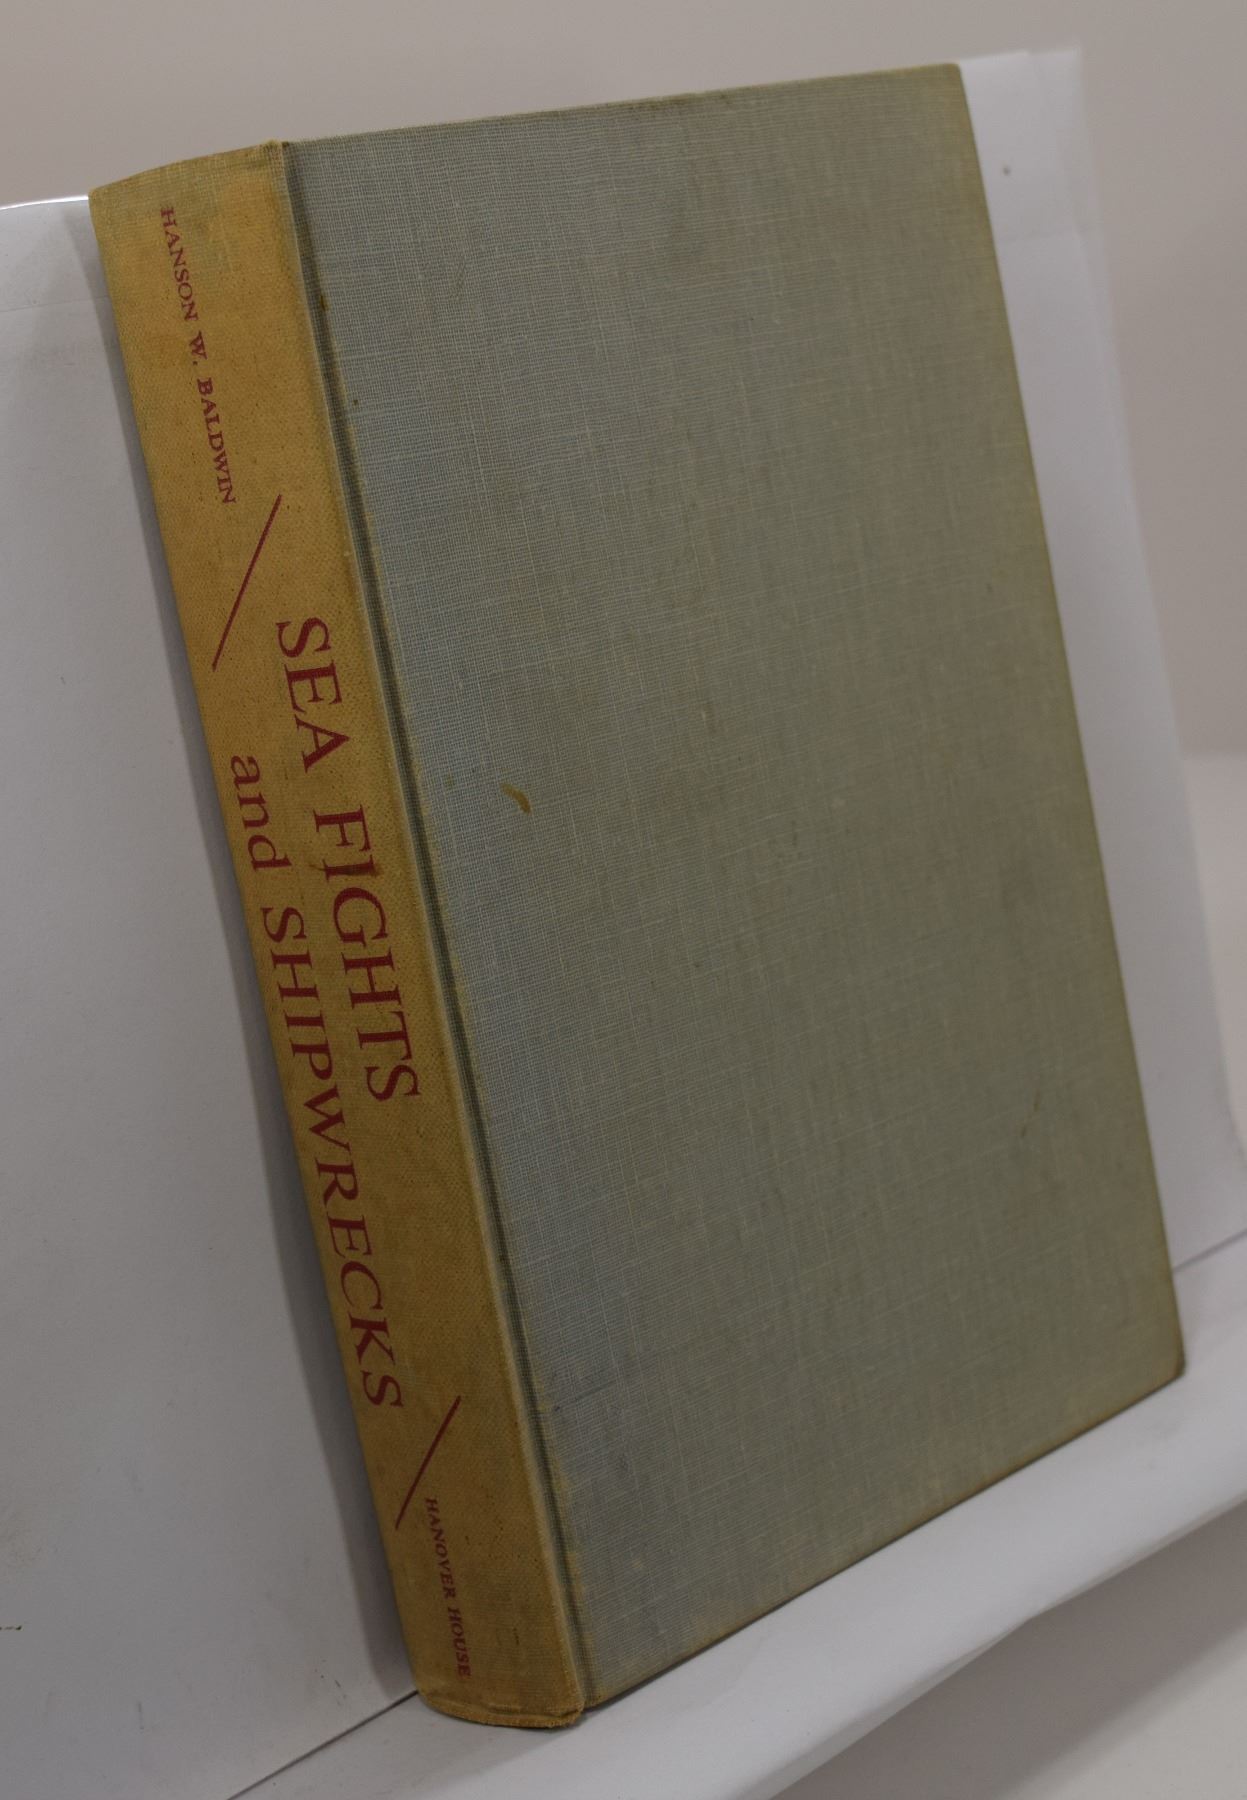 HANSON W. BALDWIN
SEA FIGHTS
and SHIPWRECKS
HANOVER HOUSE